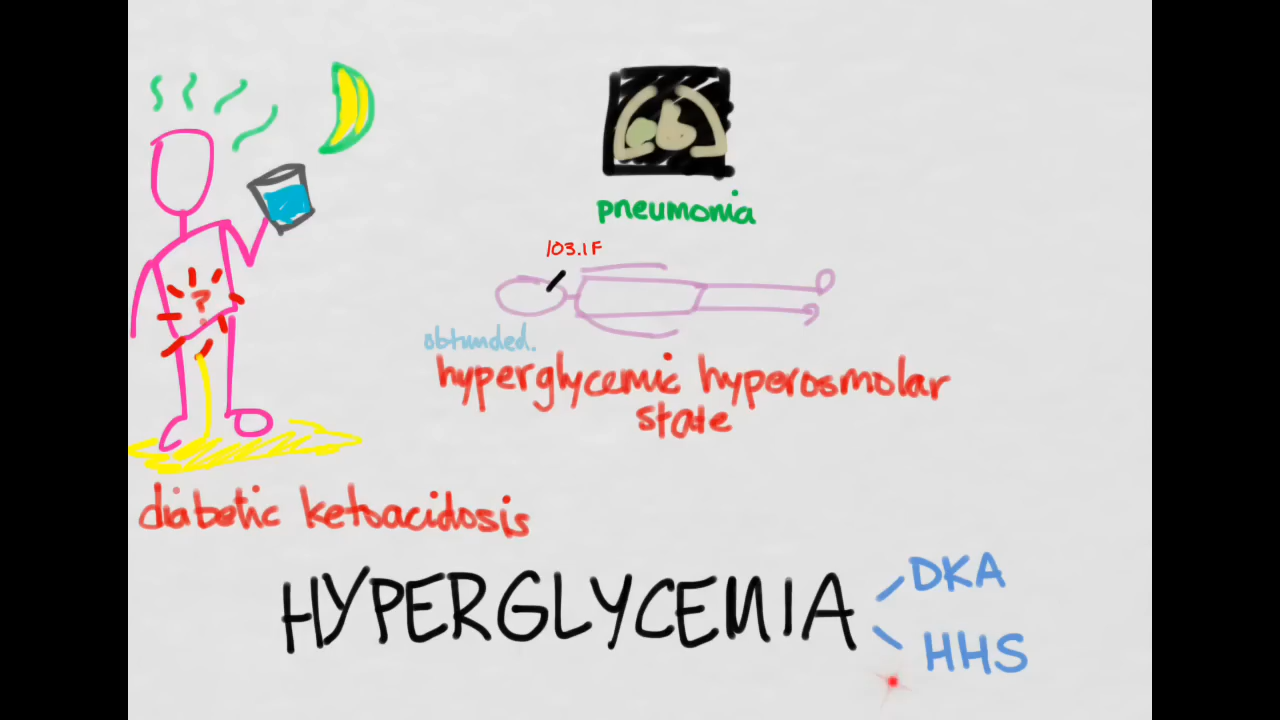 ?
pneumonia
103.1F
obtunded.
hyperglycemic hyperosmolar
state
diabetic ketoacidosis
HYPERGLYCEMIA
DKA
HHS